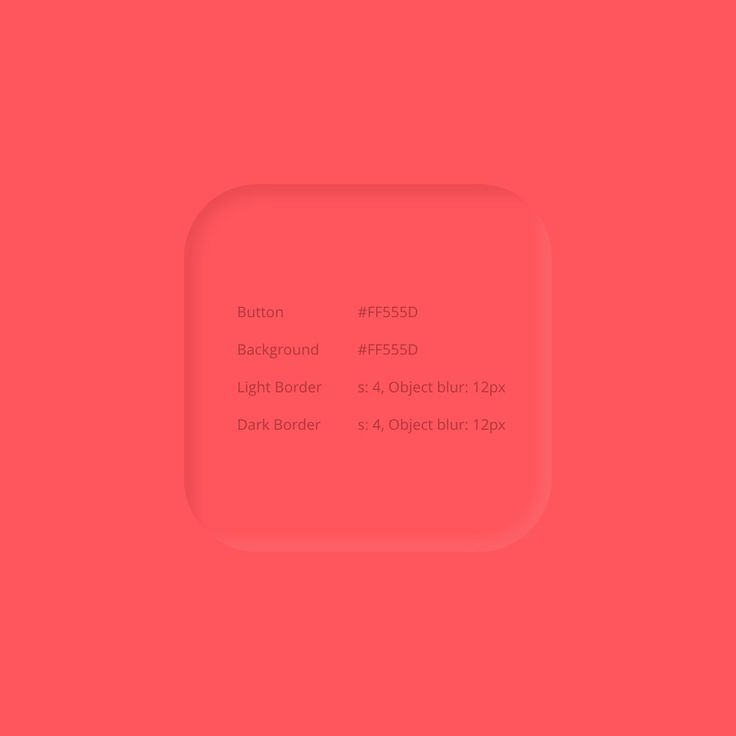 Button #FF555D
Background #FF555D
Light Border s: 4, Object blur: 12px
Dark Border s: 4, Object blur: 12px